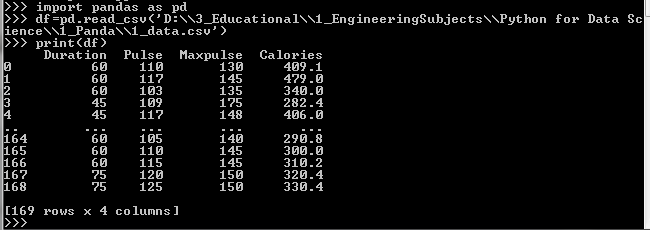 >>> import pandas as pd
>>> df=pd.read_csv('D:\\3_Educational\\1_EngineeringSubjects\\Python for Data Sc
ience\\1_Panda\\1_data.csv')
>>> print(df)
     Duration  Pulse  Maxpulse  Calories
0          60    110       130     409.1
1          60    117       145     479.0
2          60    103       135     340.0
3          45    109       175     282.4
4          45    117       148     406.0
..        ...    ...       ...       ...
164        60    105       140     290.8
165        60    110       145     300.0
166        60    115       145     310.2
167        75    120       150     320.4
168        75    125       150     330.4
[169 rows x 4 columns]
>>>